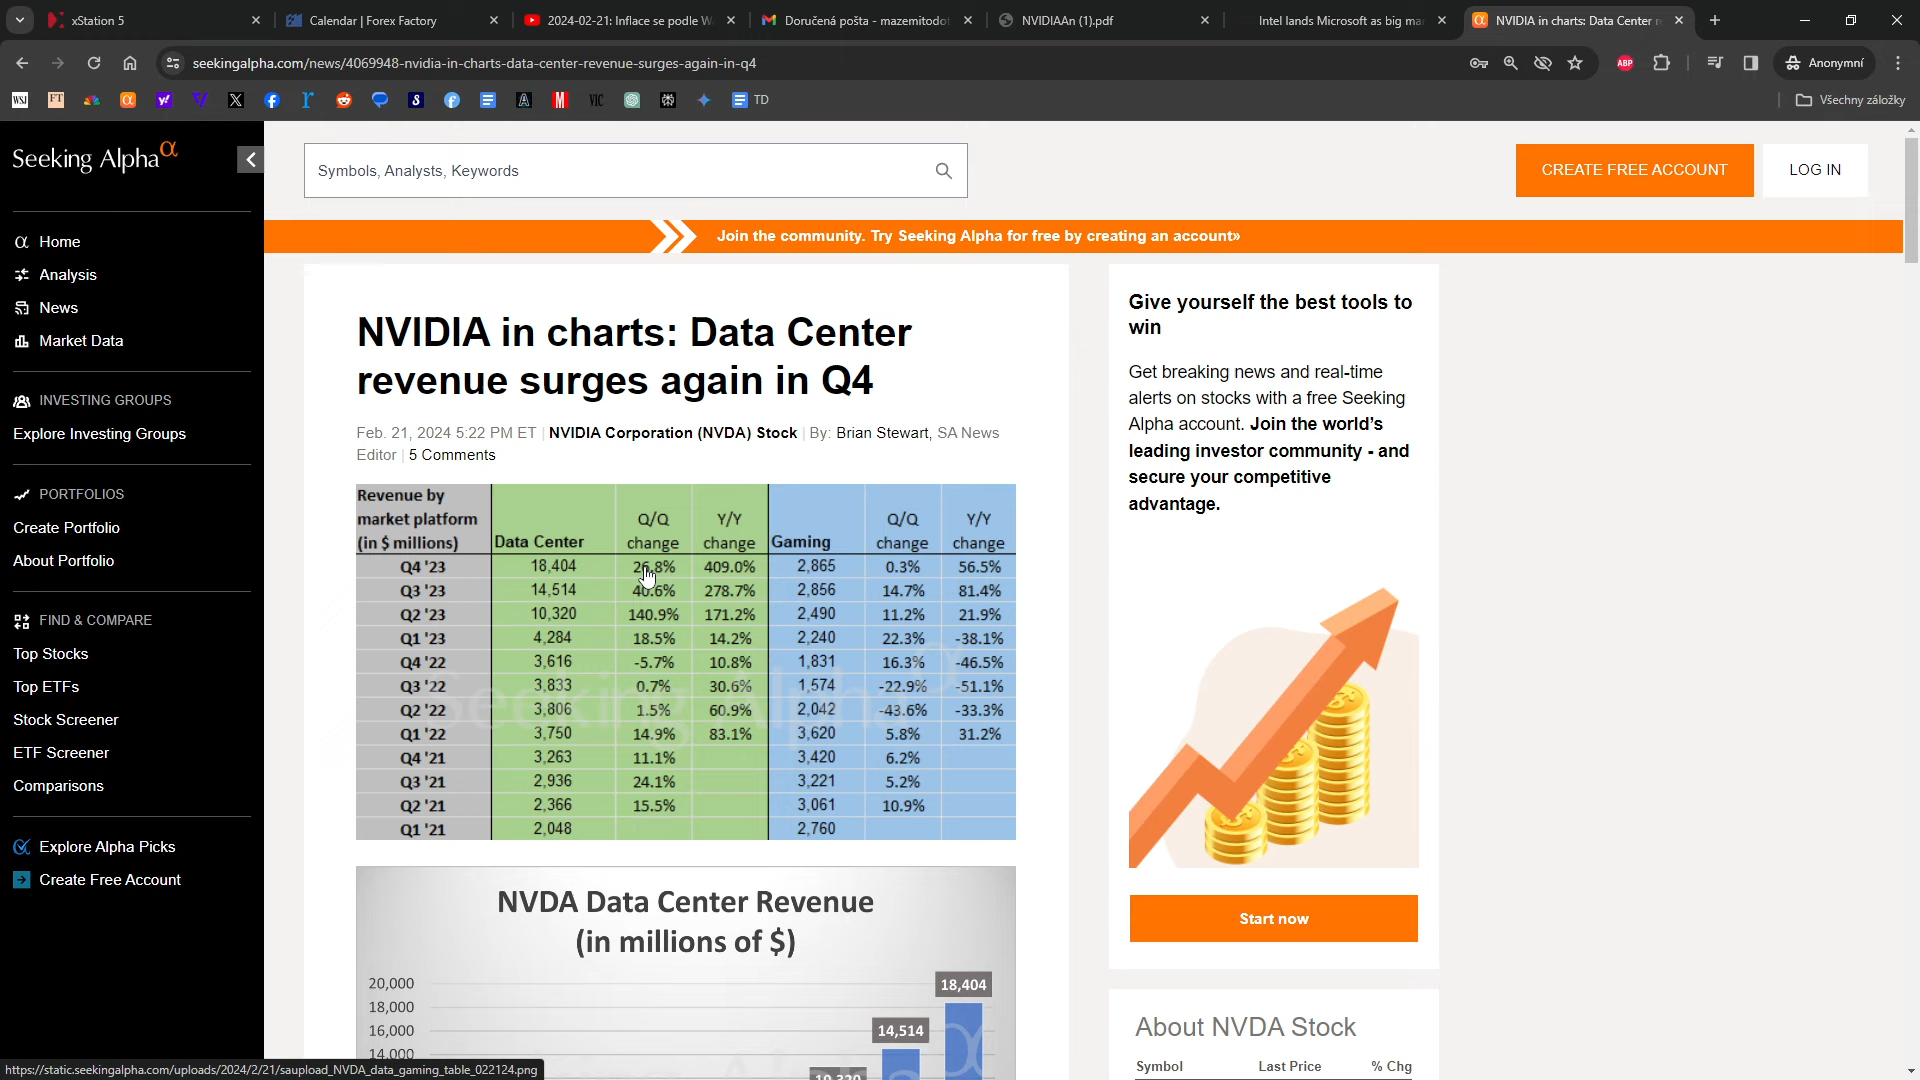 xStation 5
Calendar | Forex Factory
2024-02-21: Inflace se podle W
Doručená pošta - mazemitodo
NVIDIAAn (1).pdf
Intel lands Microsoft as big ma
NVIDIA in charts: Data Center r
seekingalpha.com/news/4069948-nvidia-in-charts-data-center-revenue-surges-again-in-q4
ABP
Anonymní
WSJ
FT
VIC
TD
Všechny záložky
Seeking Alpha α
Symbols, Analysts, Keywords
CREATE FREE ACCOUNT
LOG IN
Join the community. Try Seeking Alpha for free by creating an account»
Home
Analysis
News
Market Data
INVESTING GROUPS
Explore Investing Groups
PORTFOLIOS
Create Portfolio
About Portfolio
FIND & COMPARE
Top Stocks
Top ETFs
Stock Screener
ETF Screener
Comparisons
Explore Alpha Picks
Create Free Account
NVIDIA in charts: Data Center
revenue surges again in Q4
Feb. 21, 2024 5:22 PM ET | NVIDIA Corporation (NVDA) Stock | By: Brian Stewart, SA News
Editor | 5 Comments
Revenue by market platform (in $ millions) Data Center Q/Q change Y/Y change Gaming Q/Q change Y/Y change
Q4 '23 18,404 26.8% 409.0% 2,865 0.3% 56.5%
Q3 '23 14,514 40.6% 278.7% 2,856 14.7% 81.4%
Q2 '23 10,320 140.9% 171.2% 2,490 11.2% 21.9%
Q1 '23 4,284 18.5% 14.2% 2,240 22.3% -38.1%
Q4 '22 3,616 -5.7% 10.8% 1,831 16.3% -46.5%
Q3 '22 3,833 0.7% 30.6% 1,574 -22.9% -51.1%
Q2 '22 3,806 1.5% 60.9% 2,042 -43.6% -33.3%
Q1 '22 3,750 14.9% 83.1% 3,620 5.8% 31.2%
Q4 '21 3,263 11.1% 3,420 6.2%
Q3 '21 2,936 24.1% 3,221 5.2%
Q2 '21 2,366 15.5% 3,061 10.9%
Q1 '21 2,048 2,760
Seeking Alpha α
NVDA Data Center Revenue
(in millions of $)
20,000
18,000
16,000
14,000
18,404
14,514
10,320
Give yourself the best tools to
win
Get breaking news and real-time
alerts on stocks with a free Seeking
Alpha account. Join the world's
leading investor community - and
secure your competitive
advantage.
Start now
About NVDA Stock
Symbol Last Price % Chg
https://static.seekingalpha.com/uploads/2024/2/21/saupload_NVDA_data_gaming_table_022124.png